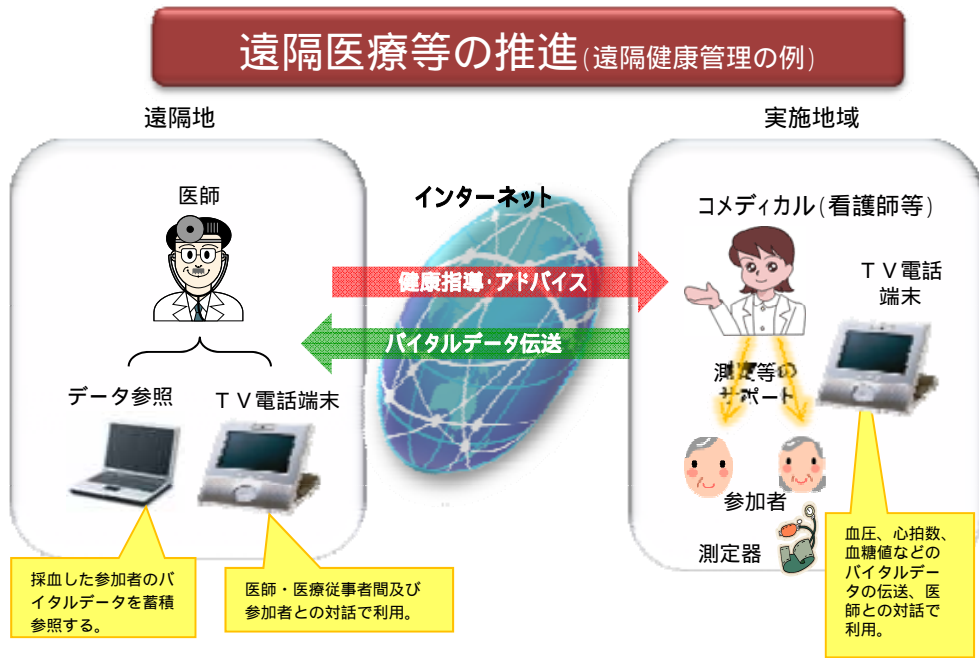 遠隔医療等の推進(遠隔健康管理の例)
遠隔地
実施地域
医師
インターネット
コメディカル(看護師等)
健康指導・アドバイス
バイタルデータ伝送
TV電話
端末
データ参照
TV電話端末
測定等の
サポート
参加者
測定器
採血した参加者のバ
イタルデータを蓄積
参照する。
医師・医療従事者間及び
参加者との対話で利用。
血圧、心拍数、
血糖値などの
バイタルデー
タの伝送、医
師との対話で
利用。